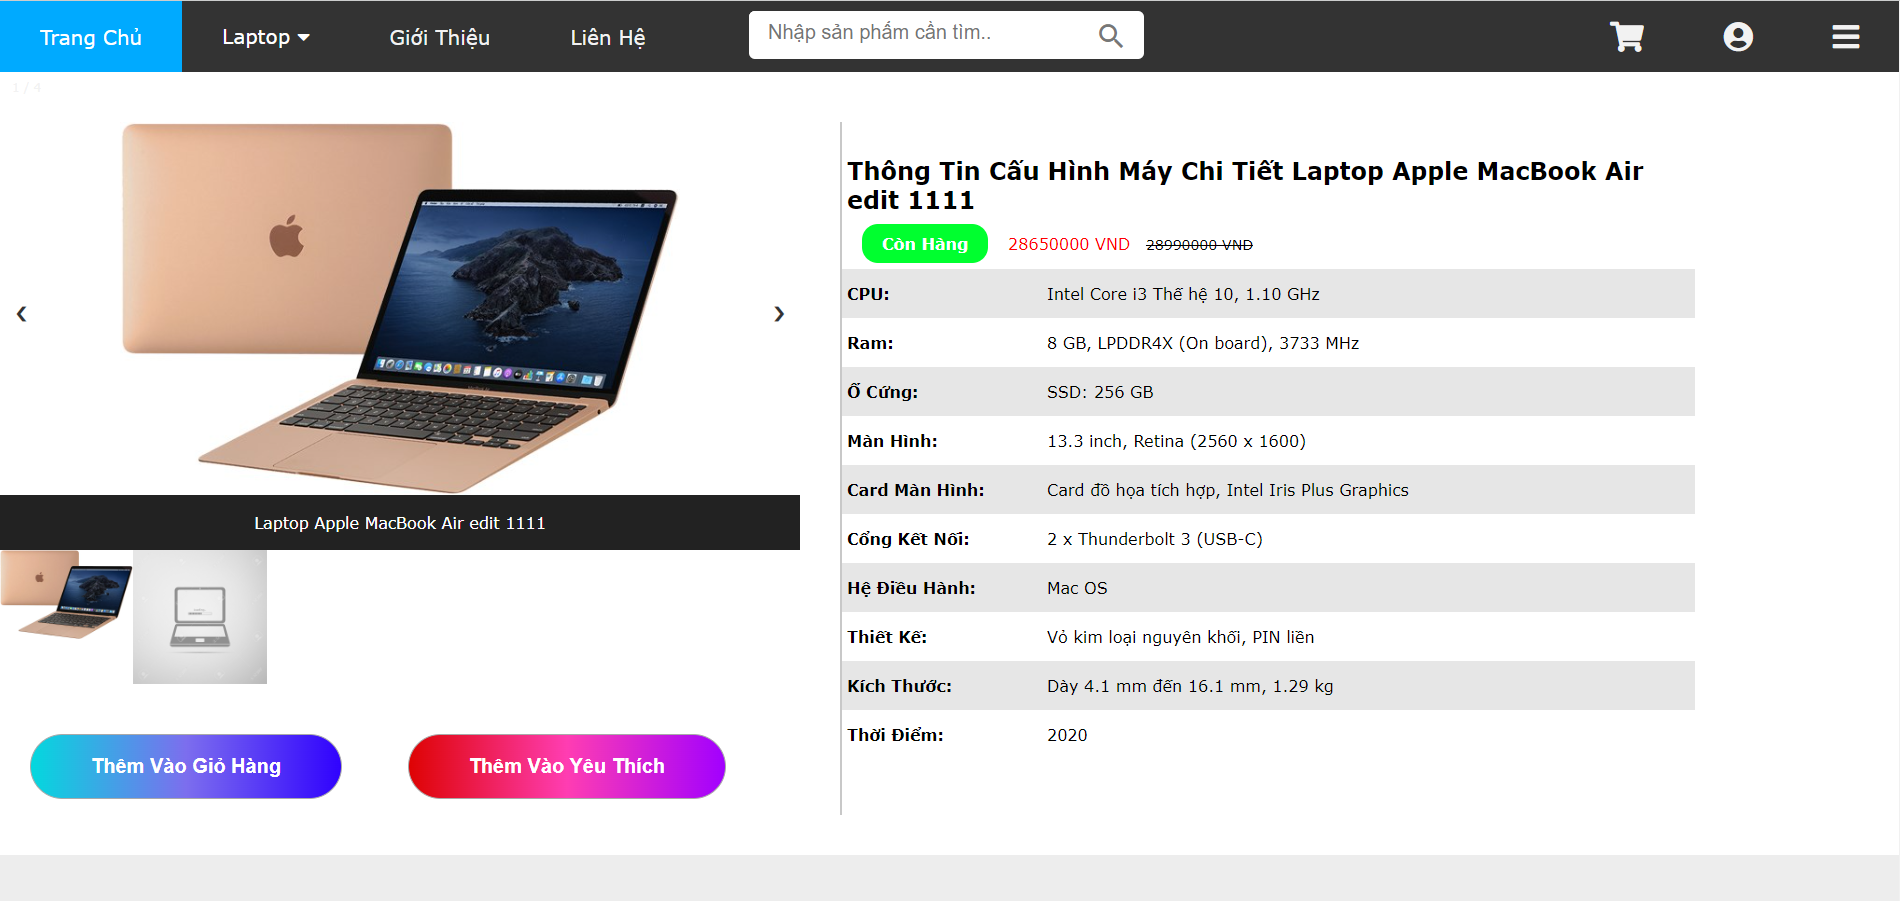 Trang Chủ
Laptop
Giới Thiệu
Liên Hệ
Nhập sản phẩm cần tìm..
1 / 4
Thông Tin Cấu Hình Máy Chi Tiết Laptop Apple MacBook Air
edit 1111
Còn Hàng 28650000 VND 28990000 VND
CPU: Intel Core i3 Thế hệ 10, 1.10 GHz
Ram: 8 GB, LPDDR4X (On board), 3733 MHz
Ổ Cứng: SSD: 256 GB
Màn Hình: 13.3 inch, Retina (2560 x 1600)
Card Màn Hình: Card đồ họa tích hợp, Intel Iris Plus Graphics
Cổng Kết Nối: 2 x Thunderbolt 3 (USB-C)
Hệ Điều Hành: Mac OS
Thiết Kế: Vỏ kim loại nguyên khối, PIN liền
Kích Thước: Dày 4.1 mm đến 16.1 mm, 1.29 kg
Thời Điểm: 2020
Laptop Apple MacBook Air edit 1111
Thêm Vào Giỏ Hàng
Thêm Vào Yêu Thích